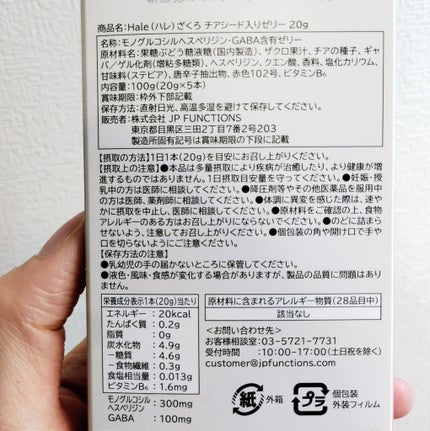 商品名:Hale(ハレ)ざくろ チアシード入りゼリー 20g
名称:モノグルコシルヘスペリジン・GABA含有ゼリー
原材料名:果糖ぶどう糖液糖(国内製造)、ザクロ果汁、チアの種子、ギャ
バ/ゲル化剤(増粘多糖類)、ヘスペリジン、クエン酸、香料、塩化カリウム、
甘味料(ステビア)、唐辛子抽出物、赤色102号、ビタミンB₆
内容量:100g(20g×5本)
賞味期限:枠外下部記載
保存方法:直射日光、高温多湿を避けて保存してください。
販売者:株式会社 JP FUNCTIONS
東京都目黒区三田2丁目7番2号203
製造所固有記号は賞味期限の下段に記載
【摂取の方法】1日1本(20g)を目安にお召し上がりください。
【摂取上の注意】●本品は多量摂取により疾病が治癒したり、より健康が増
進するものではありません。1日摂取目安量を守ってください。●妊娠・授
乳中の方は医師に相談してください。●降圧剤等やその他医薬品を服用中
の方は医師、薬剤師に相談してください。●体調に異変を感じた際は、速や
かに摂取を中止し、医師に相談してください。●原材料をご確認の上、食物
アレルギーのある方はお召し上がりにならないでください。●のどに詰まら
せないよう、注意してお召し上がりください。●個包装の角や開け口で手や
口を切らないようにご注意ください。
【保存方法の注意】
●乳幼児の手の届かないところに保管してください。
●液色・風味・食感が変化する場合がありますが、製品の品質に問題はあり
ません。
栄養成分表示1本(20g)当たり
エネルギー:20kcal
たんぱく質:0.2g
脂質:0g
炭水化物:4.9g
-糖質:4.6g
-食物繊維:0.3g
食塩相当量:0.013g
ビタミンB₆:1.6mg
モノグルコシル
ヘスペリジン:300mg
GABA:100mg
原材料に含まれるアレルギー物質(28品目中)
該当なし
<お問い合わせ先>
電話番号:03-5721-7731
受付時間:10:00~17:00(土日祝を除く)
customer@jpfunctions.com
紙
外箱
プラ
個包装
外装フィルム